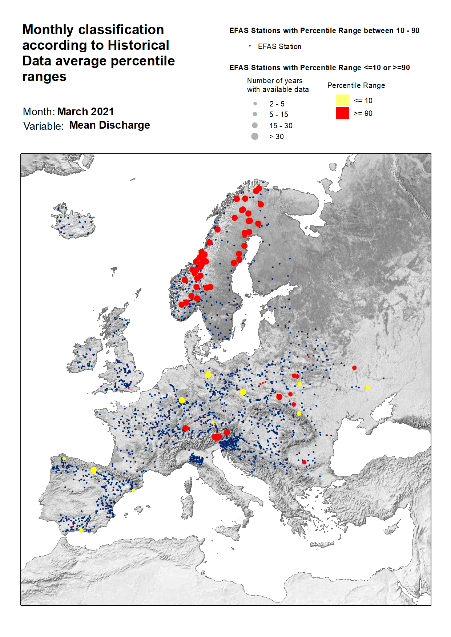 Monthly classification
according to Historical
Data average percentile
ranges
Month: March 2021
Variable: Mean Discharge
EFAS Stations with Percentile Range between 10 - 90
EFAS Station
EFAS Stations with Percentile Range <=10 or >=90
Number of years
with available data
2 - 5
5 - 15
15 - 30
> 30
Percentile Range
<= 10
>= 90